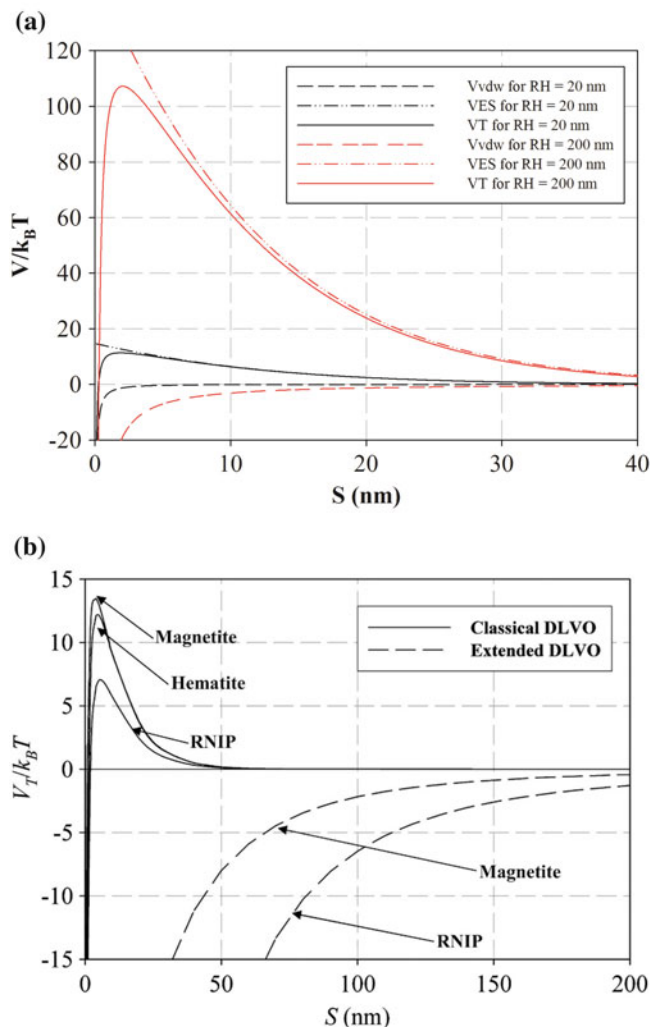 (a)
120
100
80
60
40
20
0
-20
V/kBT
Vvdw for RH = 20 nm
VES for RH = 20 nm
VT for RH = 20 nm
Vvdw for RH = 200 nm
VES for RH = 200 nm
VT for RH = 200 nm
0 10 20 30 40
S (nm)
(b)
15
10
5
0
-5
-10
-15
VT/kBT
Classical DLVO
Extended DLVO
Magnetite
Hematite
RNIP
Magnetite
RNIP
0 50 100 150 200
S (nm)